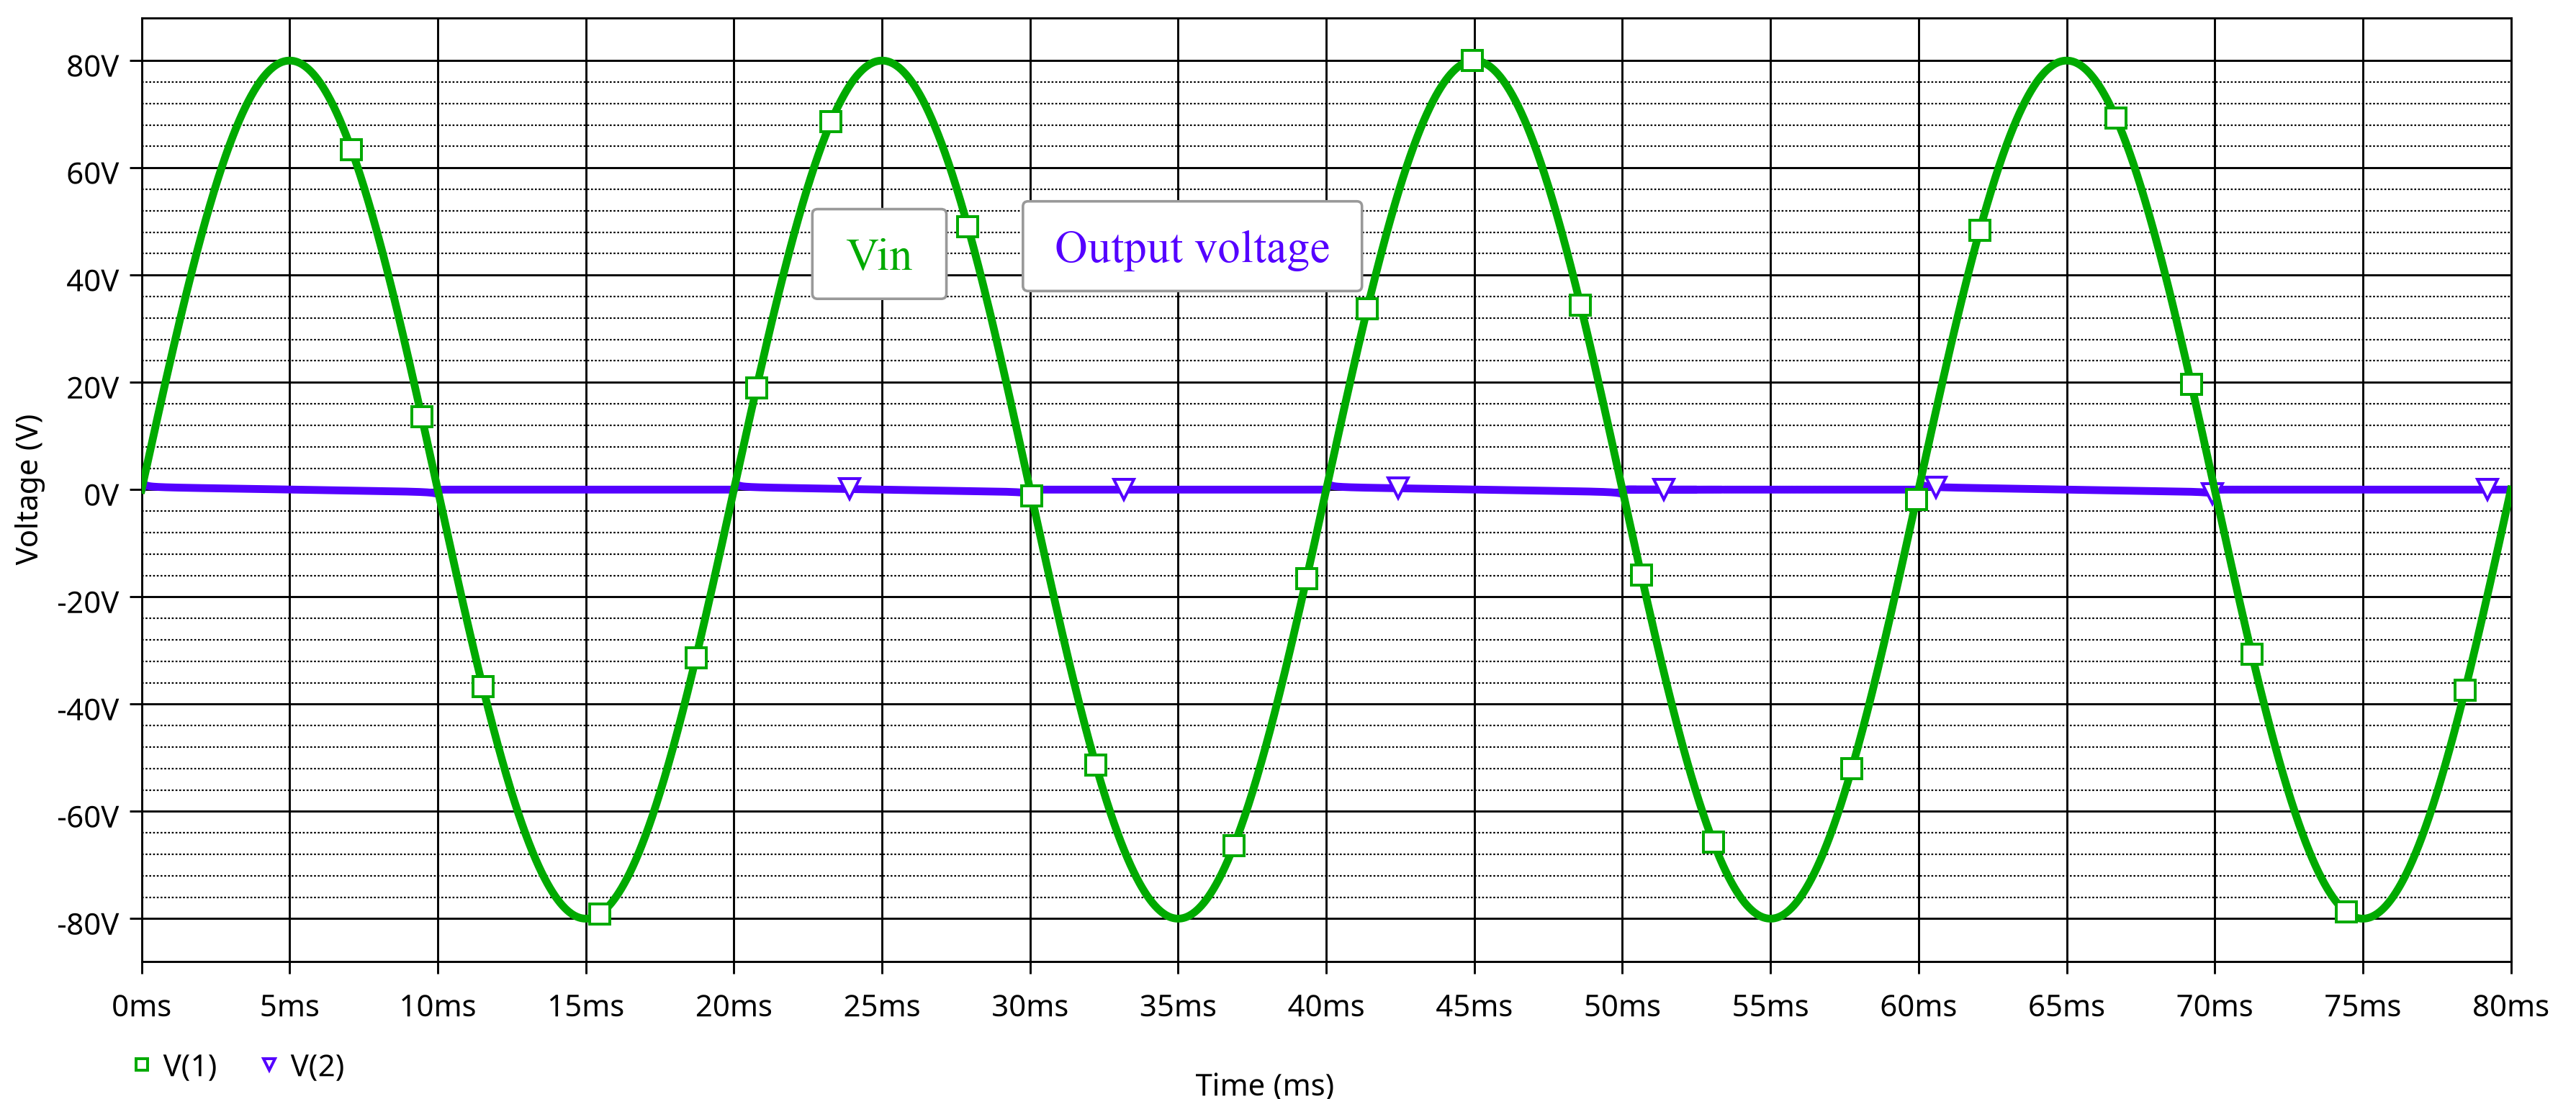 80V
60V
40V
20V
0V
-20V
-40V
-60V
-80V
Voltage (V)
Vin
Output voltage
0ms 5ms 10ms 15ms 20ms 25ms 30ms 35ms 40ms 45ms 50ms 55ms 60ms 65ms 70ms 75ms 80ms
V(1) V(2)
Time (ms)